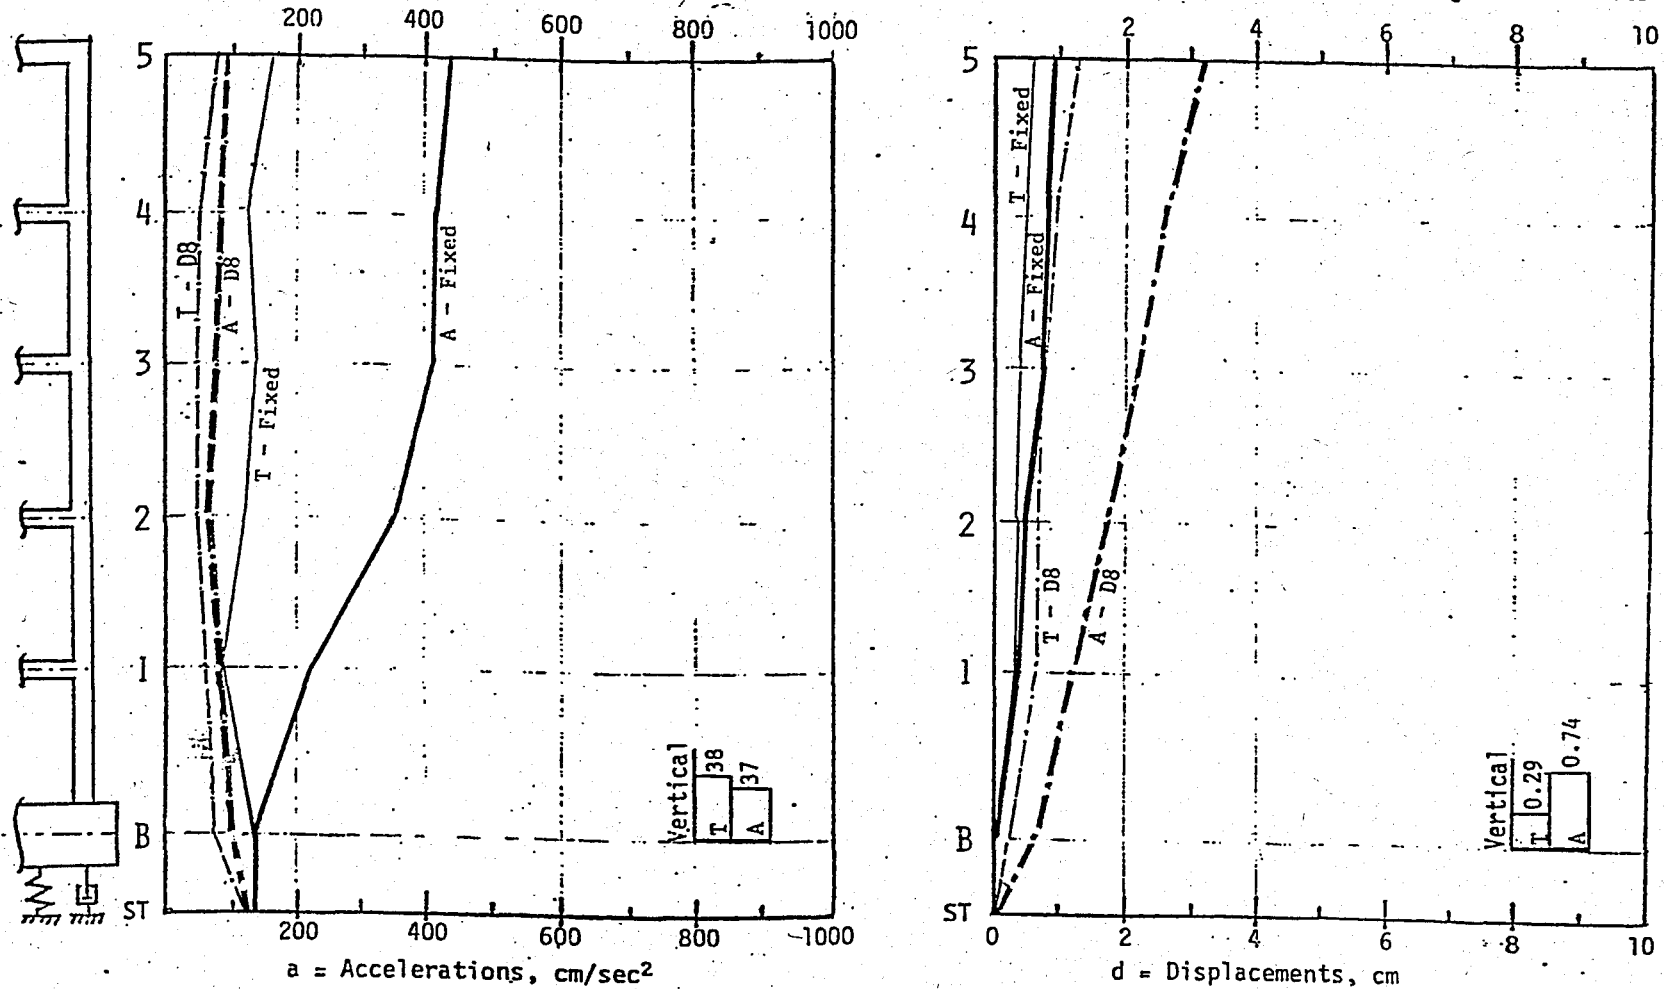 200 400 600 800 1000
5
4
3
2
1
B
ST
T - D8
A - D8
T - Fixed
A - Fixed
Vertical
T 38
A 37
200 400 600 800 1000
a = Accelerations, cm/sec²
2 4 6 8 10
5
4
3
2
1
B
ST
T - Fixed
A - Fixed
T - D8
A - D8
Vertical
T 0.29
A 0.74
0 2 4 6 8 10
d = Displacements, cm